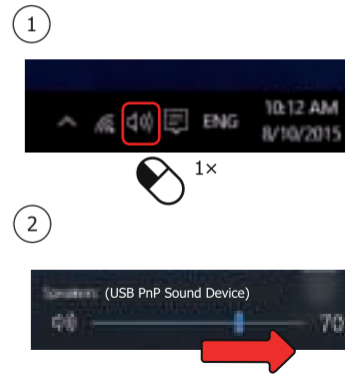 1
10:12 AM
ENG
8/10/2015
1×
2
Speakers (USB PnP Sound Device)
70